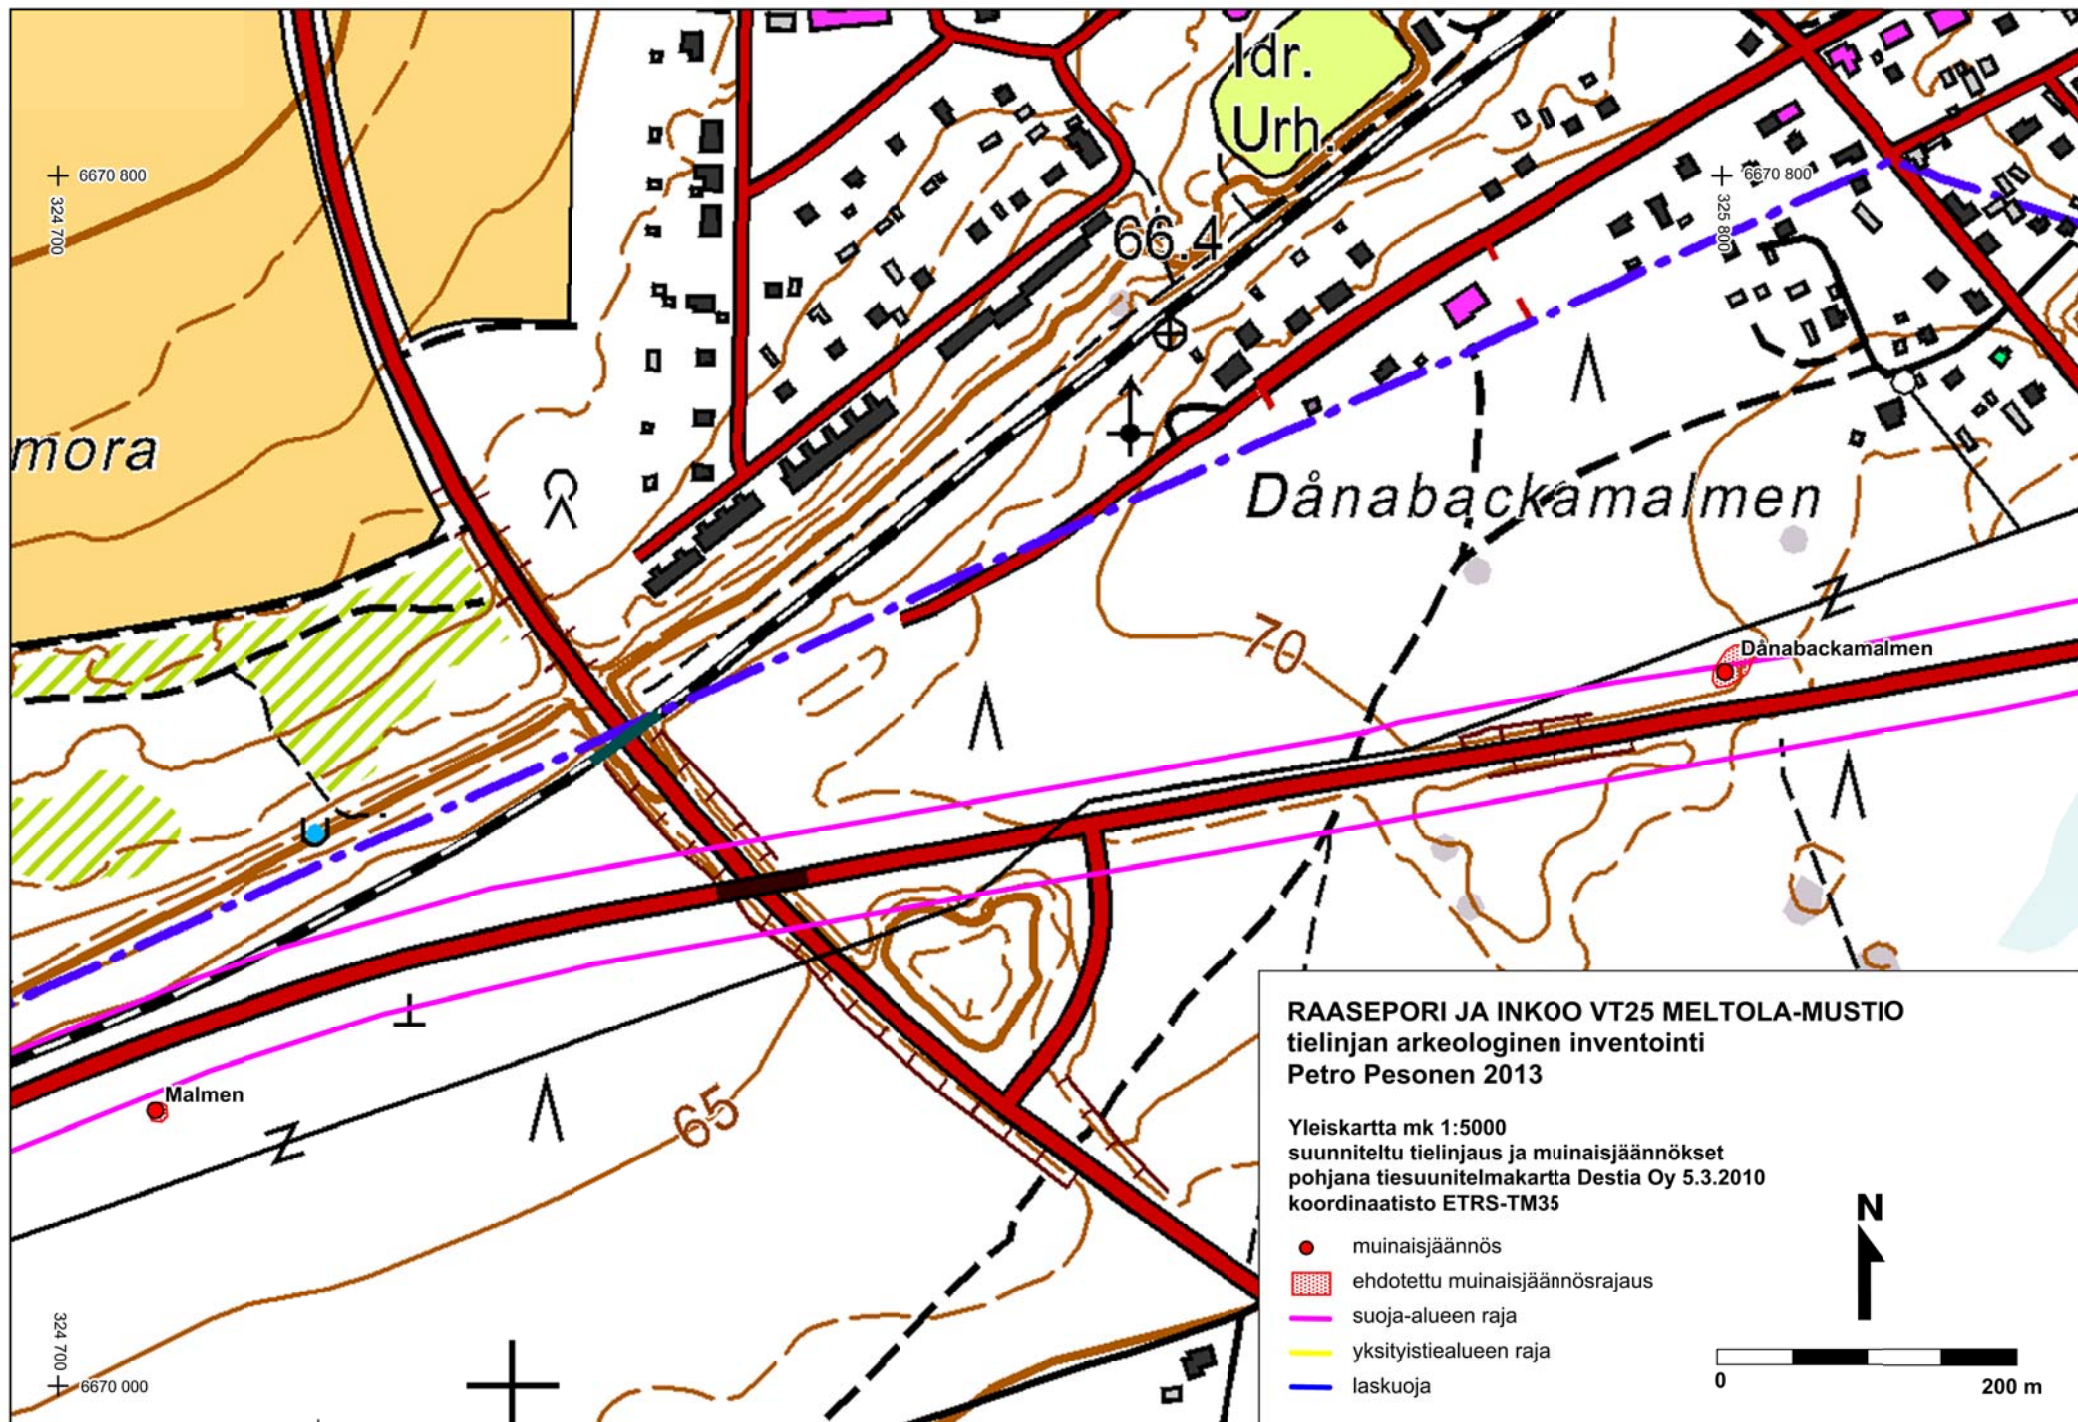 Idr.
Urh.
6670 800
324 700
6670 800
325 800
66.4
mora
Dånabackamalmen
70
Dånabackamalmen
Malmen
65
RAASEPORI JA INKOO VT25 MELTOLA-MUSTIO
tielinjan arkeologinen inventointi
Petro Pesonen 2013
Yleiskartta mk 1:5000
suunniteltu tielinjaus ja muinaisjäännökset
pohjana tiesuunitelmakartta Destia Oy 5.3.2010
koordinaatisto ETRS-TM35
N
muinaisjäännös
ehdotettu muinaisjäännösrajaus
suoja-alueen raja
yksityistiealueen raja
laskuoja
0
200 m
324 700
6670 000